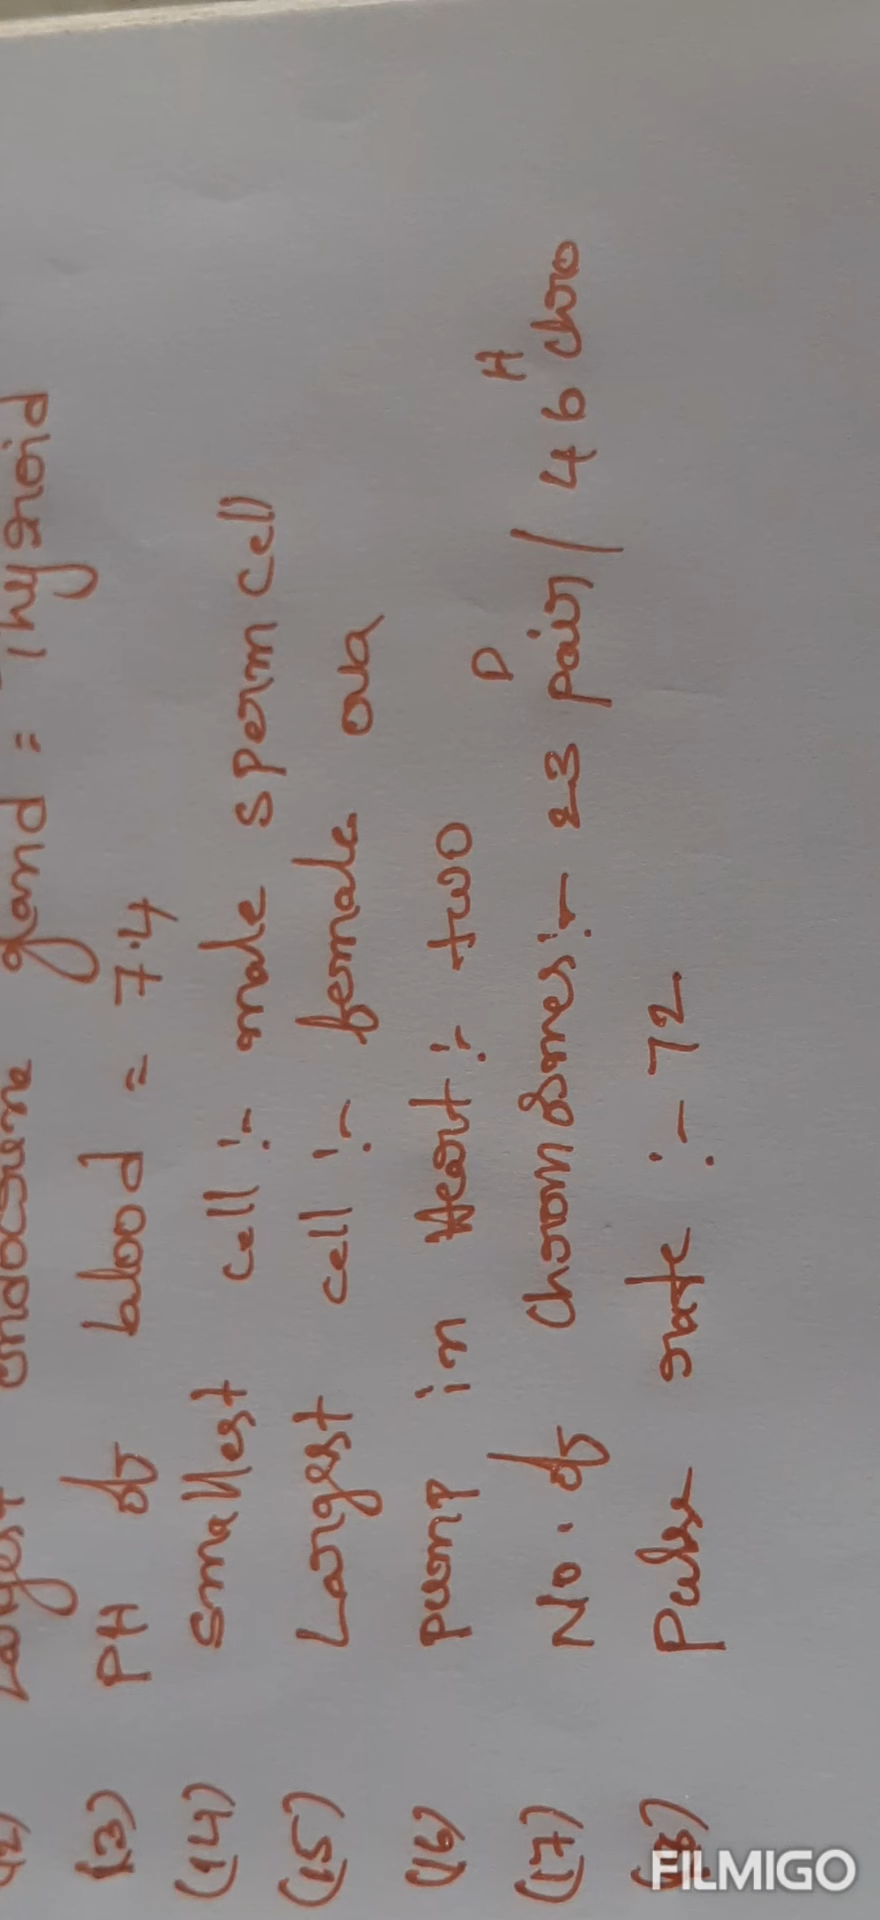 (12) Largest endocrine gland = Thyroid
(13) PH of blood = 7.4
(14) smallest cell :- male sperm cell
(15) Largest cell :- female ova
(16) pump in Heart :- two
(17) No. of Chromosomes :- 23 pair / 46 chro
P H
(18) Pulse rate :- 72
FILMIGO